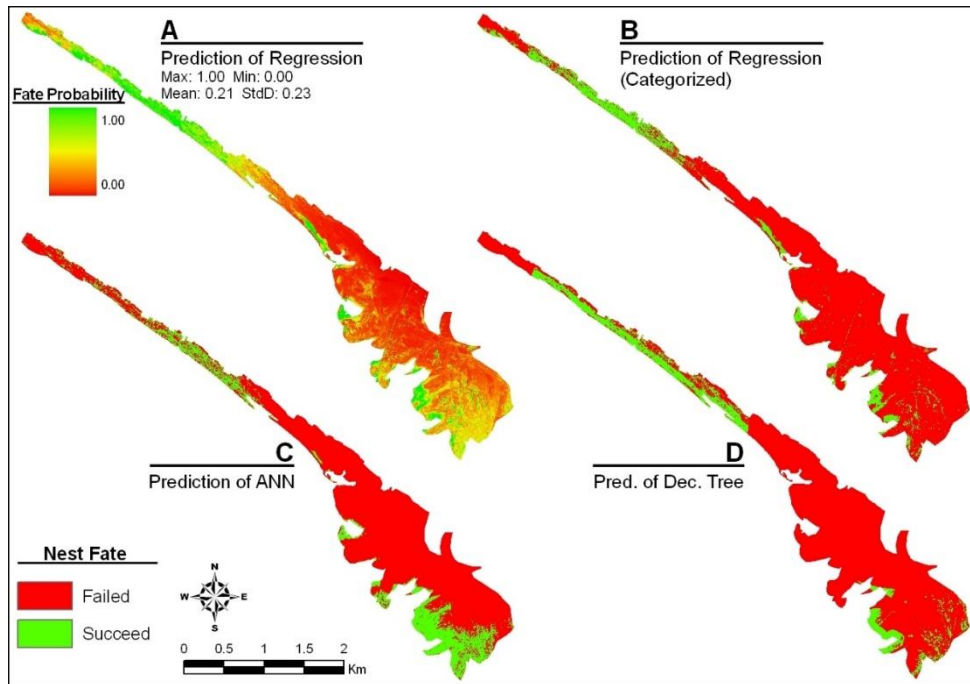 A
Prediction of Regression
Max: 1.00 Min: 0.00
Mean: 0.21 StdD: 0.23
B
Prediction of Regression
(Categorized)
Fate Probability
1.00
0.00
C
Prediction of ANN
D
Pred. of Dec. Tree
Nest Fate
Failed
Succeed
N
W E
S
0 0.5 1 1.5 2
Km